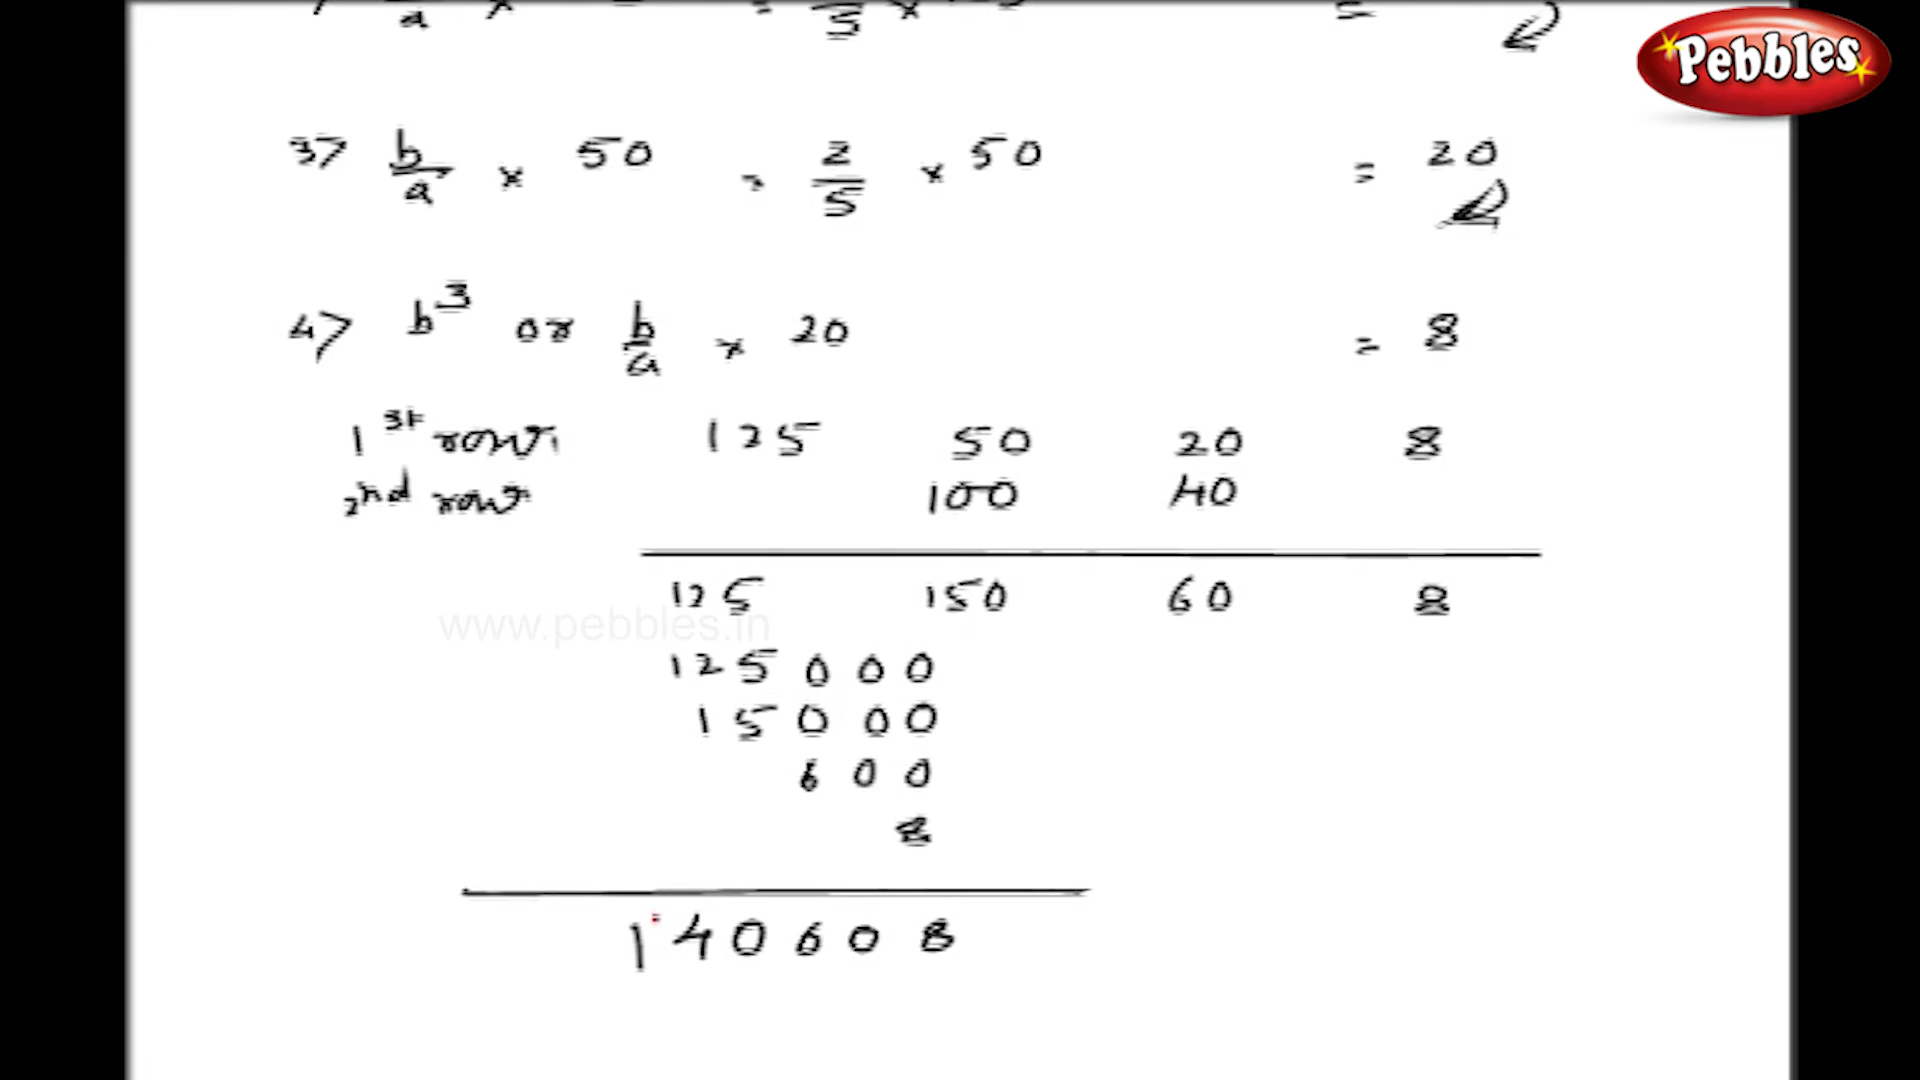 Pebbles
3> b/a × 50 = 2/5 × 50 = 20
4> b³ or b/a × 20 = 8
1st row 125 50 20 8
2nd row 100 40
125 150 60 8
www.pebbles.in
125000
15000
600
8
140608